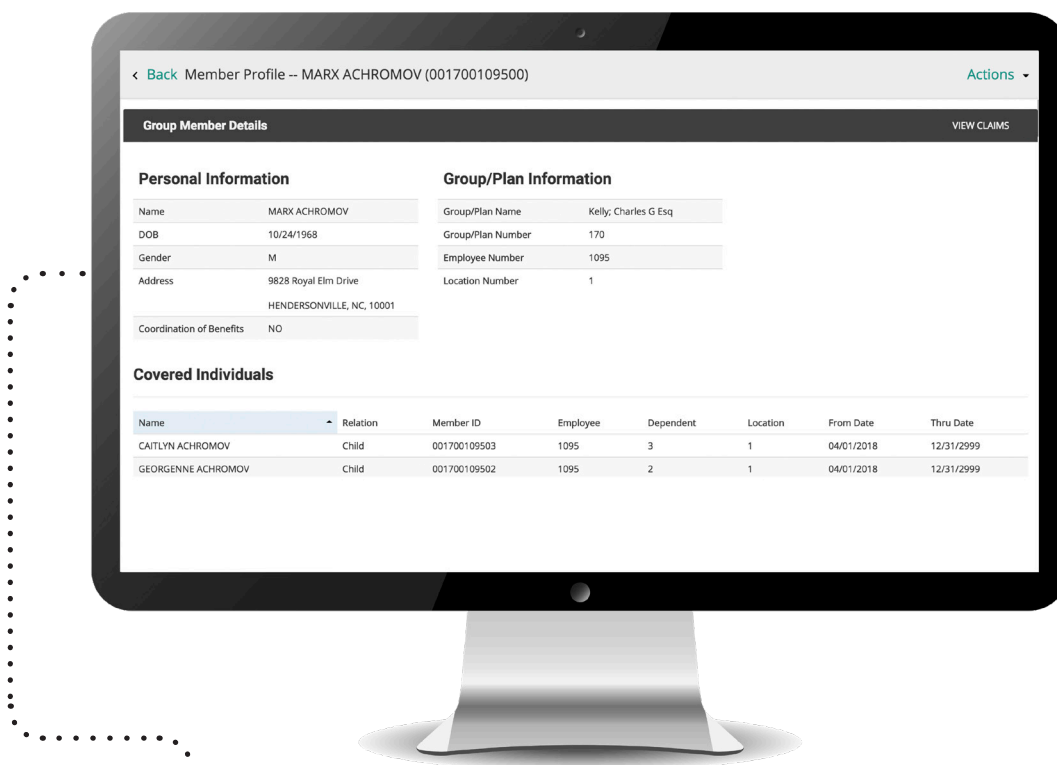 ‹ Back Member Profile -- MARX ACHROMOV (001700109500) Actions
Group Member Details VIEW CLAIMS
Personal Information
Name MARX ACHROMOV
DOB 10/24/1968
Gender M
Address 9828 Royal Elm Drive
HENDERSONVILLE, NC, 10001
Coordination of Benefits NO
Group/Plan Information
Group/Plan Name Kelly; Charles G Esq
Group/Plan Number 170
Employee Number 1095
Location Number 1
Covered Individuals
Name Relation Member ID Employee Dependent Location From Date Thru Date
CAITLYN ACHROMOV Child 001700109503 1095 3 1 04/01/2018 12/31/2999
GEORGENNE ACHROMOV Child 001700109502 1095 2 1 04/01/2018 12/31/2999